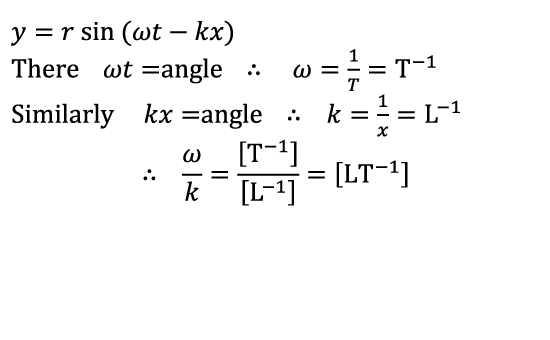 y = r sin (ωt − kx)
There ωt =angle ∴ ω = 1/T = T⁻¹
Similarly kx =angle ∴ k = 1/x = L⁻¹
∴ ω/k = [T⁻¹]/[L⁻¹] = [LT⁻¹]